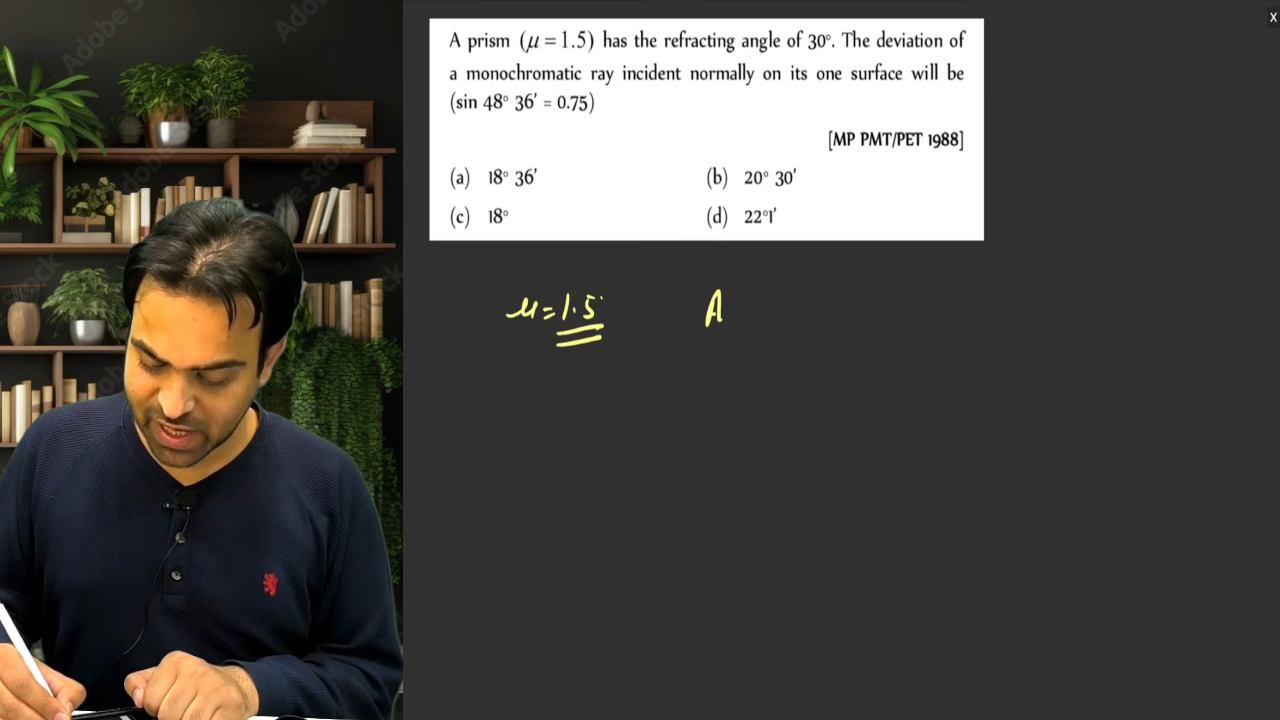 X
A prism (μ = 1.5) has the refracting angle of 30°. The deviation of
a monochromatic ray incident normally on its one surface will be
(sin 48° 36' = 0.75)
[MP PMT/PET 1988]
(a) 18° 36' (b) 20° 30'
(c) 18° (d) 22°1'
μ = 1.5 A
Adobe Stock